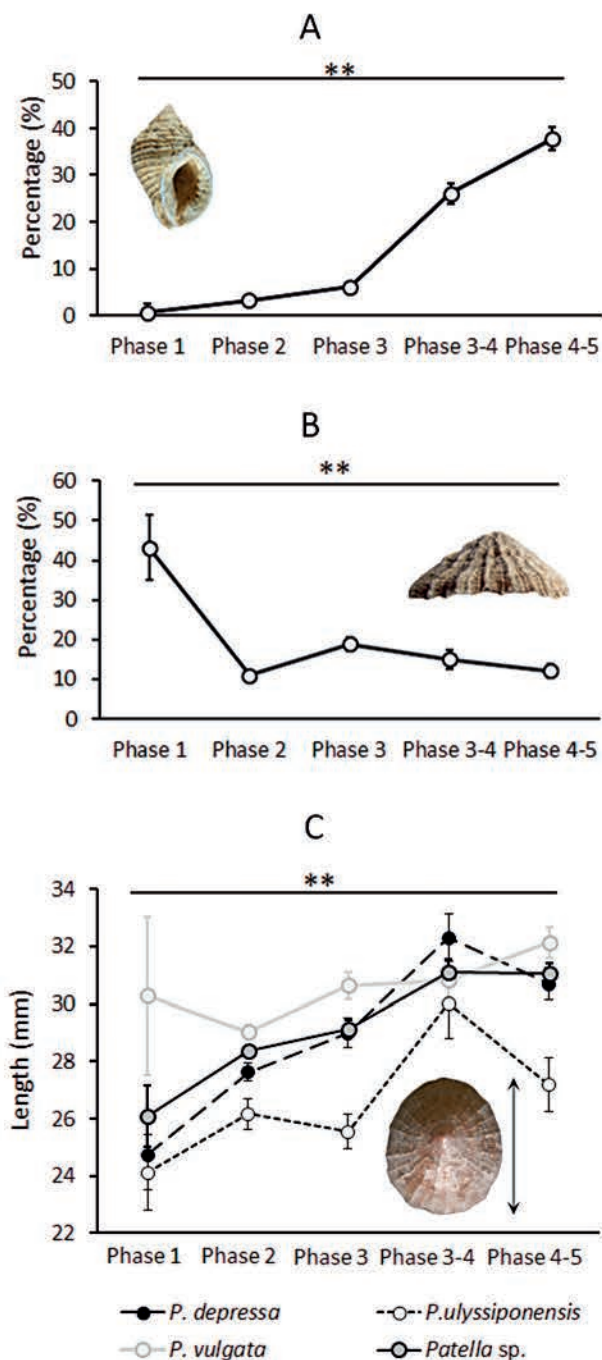 A
**
Percentage (%)
50
40
30
20
10
0
Phase 1 Phase 2 Phase 3 Phase 3-4 Phase 4-5
B
**
Percentage (%)
60
50
40
30
20
10
0
Phase 1 Phase 2 Phase 3 Phase 3-4 Phase 4-5
C
**
Length (mm)
34
32
30
28
26
24
22
Phase 1 Phase 2 Phase 3 Phase 3-4 Phase 4-5
P. depressa P.ulyssiponensis
P. vulgata Patella sp.